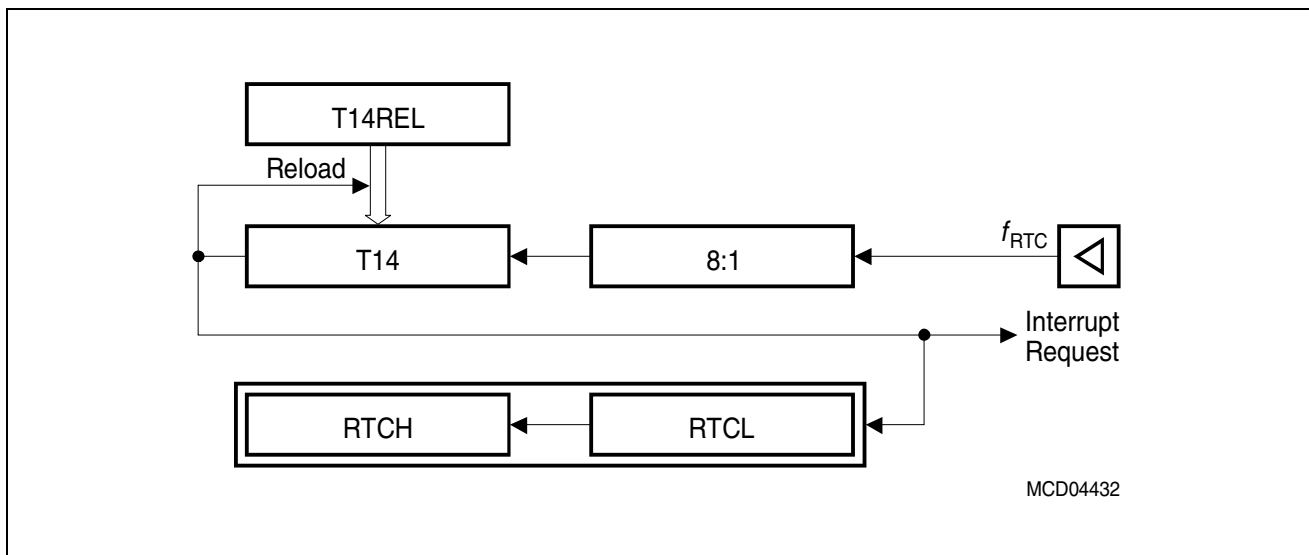 T14REL
Reload
T14
8:1
fRTC
Interrupt
Request
RTCH
RTCL
MCD04432